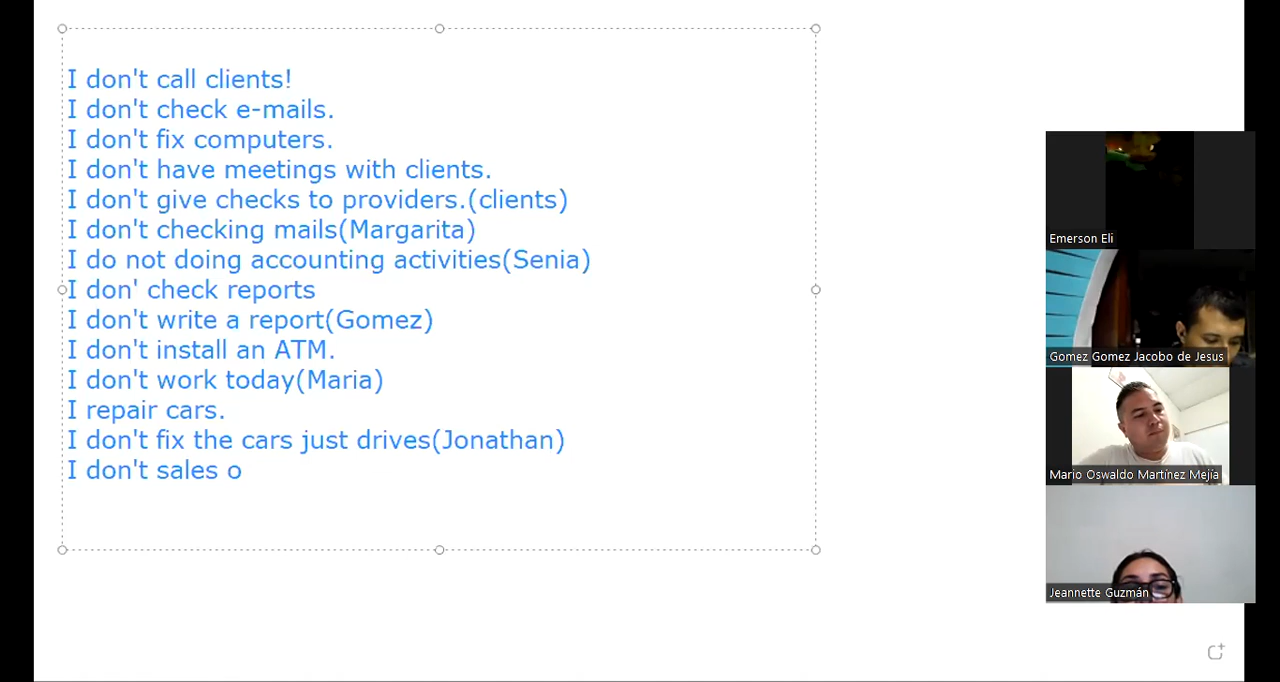 I don't call clients!
I don't check e-mails.
I don't fix computers.
I don't have meetings with clients.
I don't give checks to providers.(clients)
I don't checking mails(Margarita)
I do not doing accounting activities(Senia)
I don' check reports
I don't write a report(Gomez)
I don't install an ATM.
I don't work today(Maria)
I repair cars.
I don't fix the cars just drives(Jonathan)
I don't sales o
Emerson Eli
Gomez Gomez Jacobo de Jesus
Mario Oswaldo Martínez Mejía
Jeannette Guzmán